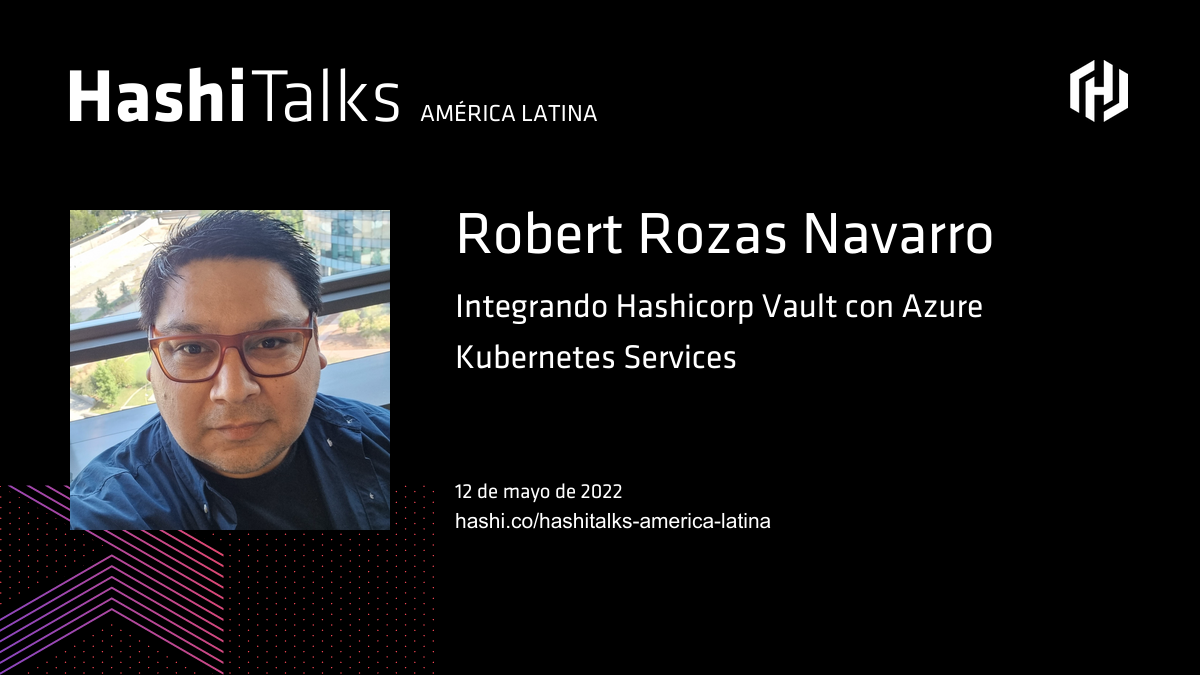 HashiTalks AMÉRICA LATINA
Robert Rozas Navarro
Integrando Hashicorp Vault con Azure
Kubernetes Services
12 de mayo de 2022
hashi.co/hashitalks-america-latina